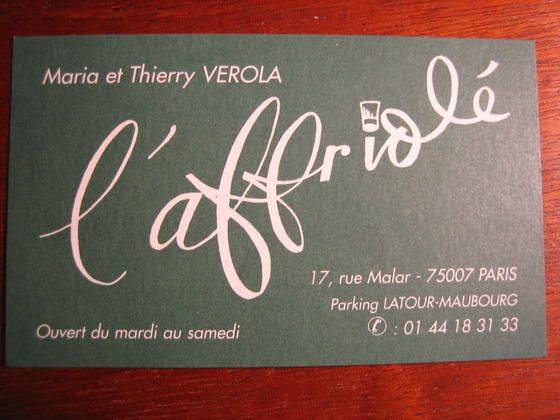 Maria et Thierry VEROLA
l'affriolé
17, rue Malar - 75007 PARIS
Parking LATOUR-MAUBOURG
✆ : 01 44 18 31 33
Ouvert du mardi au samedi